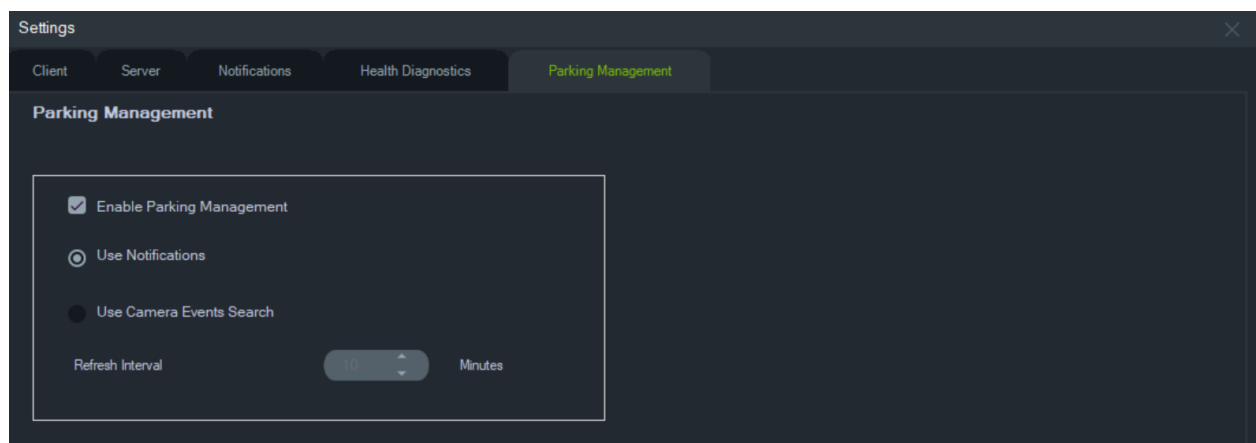 Settings
Client Server Notifications Health Diagnostics Parking Management
Parking Management
Enable Parking Management
Use Notifications
Use Camera Events Search
Refresh Interval 10 Minutes